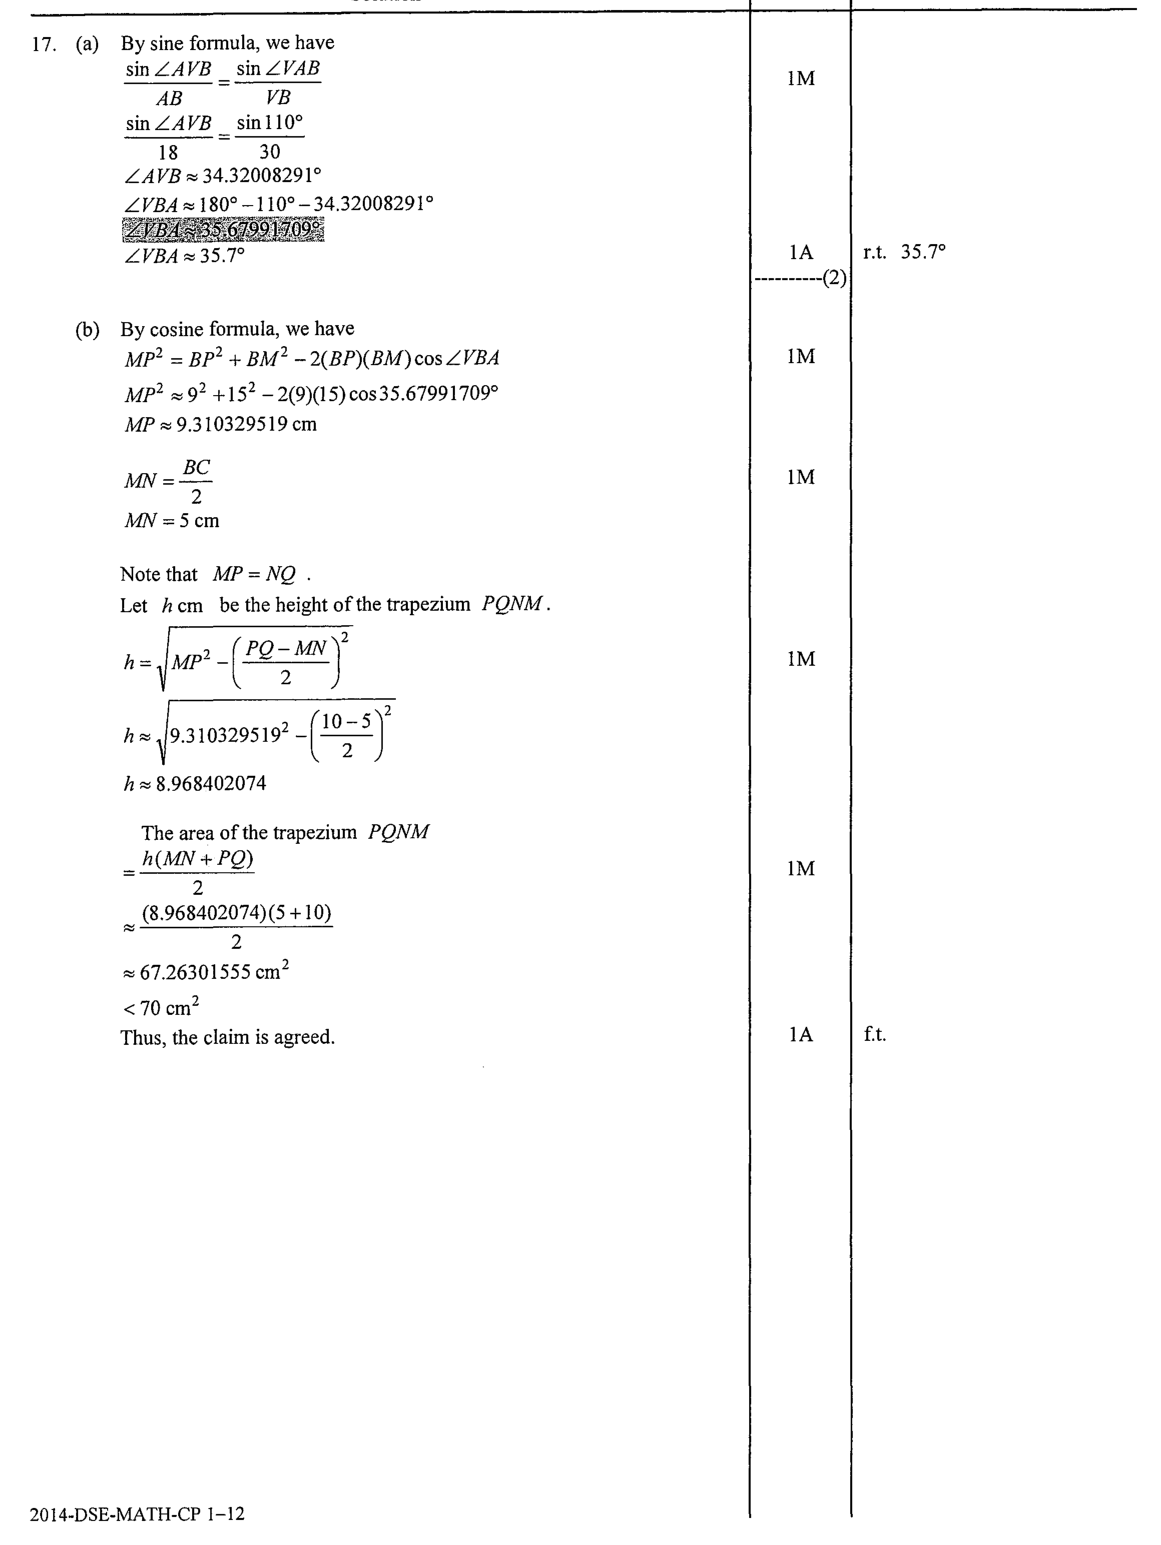 17. (a) By sine formula, we have
sin ∠AVB / AB = sin ∠VAB / VB 1M
sin ∠AVB / 18 = sin 110° / 30
∠AVB ≈ 34.32008291°
∠VBA ≈ 180° − 110° − 34.32008291°
∠VBA ≈ 35.67991709°
∠VBA ≈ 35.7° 1A r.t. 35.7°
----------(2)
(b) By cosine formula, we have
MP² = BP² + BM² − 2(BP)(BM) cos ∠VBA 1M
MP² ≈ 9² + 15² − 2(9)(15) cos 35.67991709°
MP ≈ 9.310329519 cm
MN = BC / 2 1M
MN = 5 cm
Note that MP = NQ .
Let h cm be the height of the trapezium PQNM .
h = √(MP² − ((PQ − MN) / 2)²) 1M
h ≈ √(9.310329519² − ((10 − 5) / 2)²)
h ≈ 8.968402074
The area of the trapezium PQNM
= h(MN + PQ) / 2 1M
≈ (8.968402074)(5 + 10) / 2
≈ 67.26301555 cm²
< 70 cm²
Thus, the claim is agreed. 1A f.t.
2014-DSE-MATH-CP 1–12